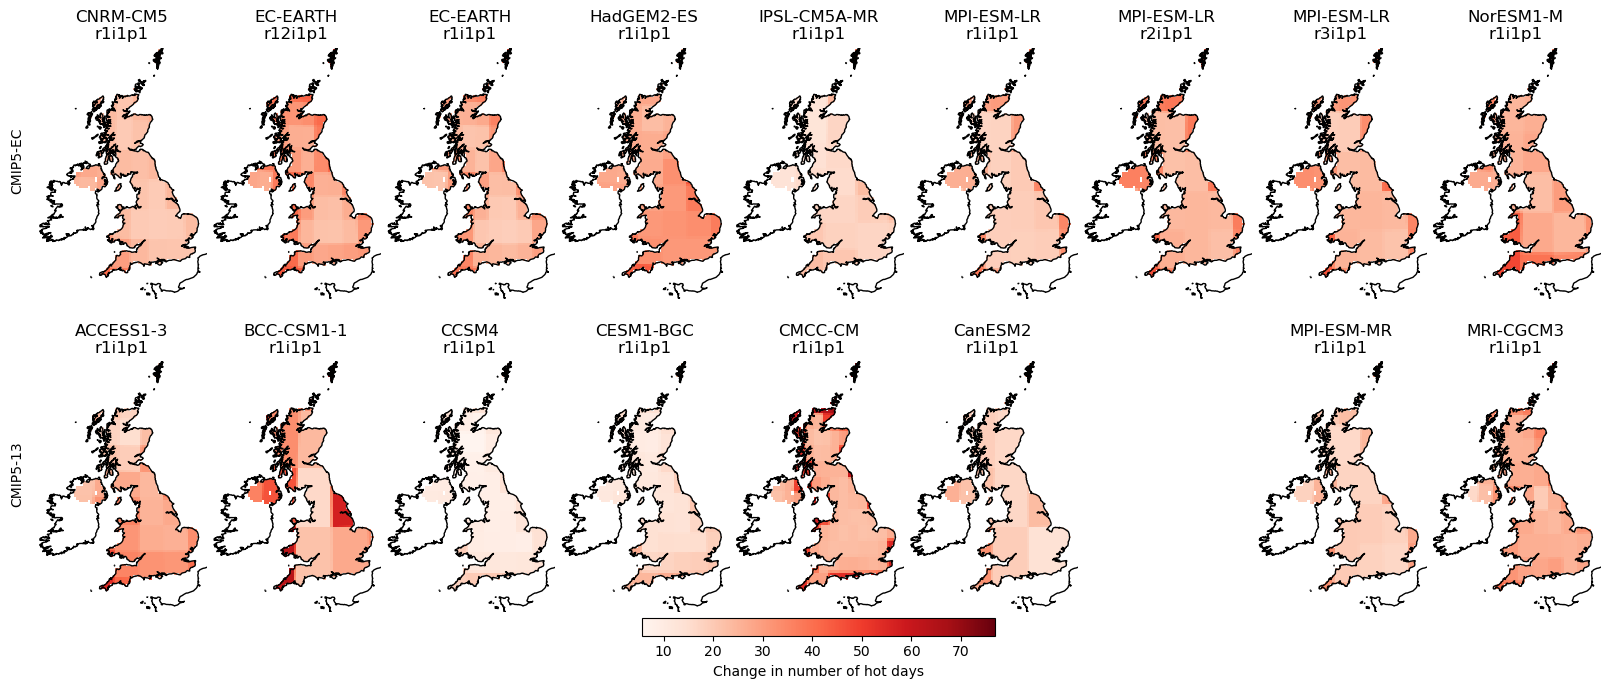 CNRM-CM5 EC-EARTH EC-EARTH HadGEM2-ES IPSL-CM5A-MR MPI-ESM-LR MPI-ESM-LR MPI-ESM-LR NorESM1-M
r1i1p1 r12i1p1 r1i1p1 r1i1p1 r1i1p1 r1i1p1 r2i1p1 r3i1p1 r1i1p1
CMIP5-EC
ACCESS1-3 BCC-CSM1-1 CCSM4 CESM1-BGC CMCC-CM CanESM2 MPI-ESM-MR MRI-CGCM3
r1i1p1 r1i1p1 r1i1p1 r1i1p1 r1i1p1 r1i1p1 r1i1p1 r1i1p1
CMIP5-13
10 20 30 40 50 60 70
Change in number of hot days